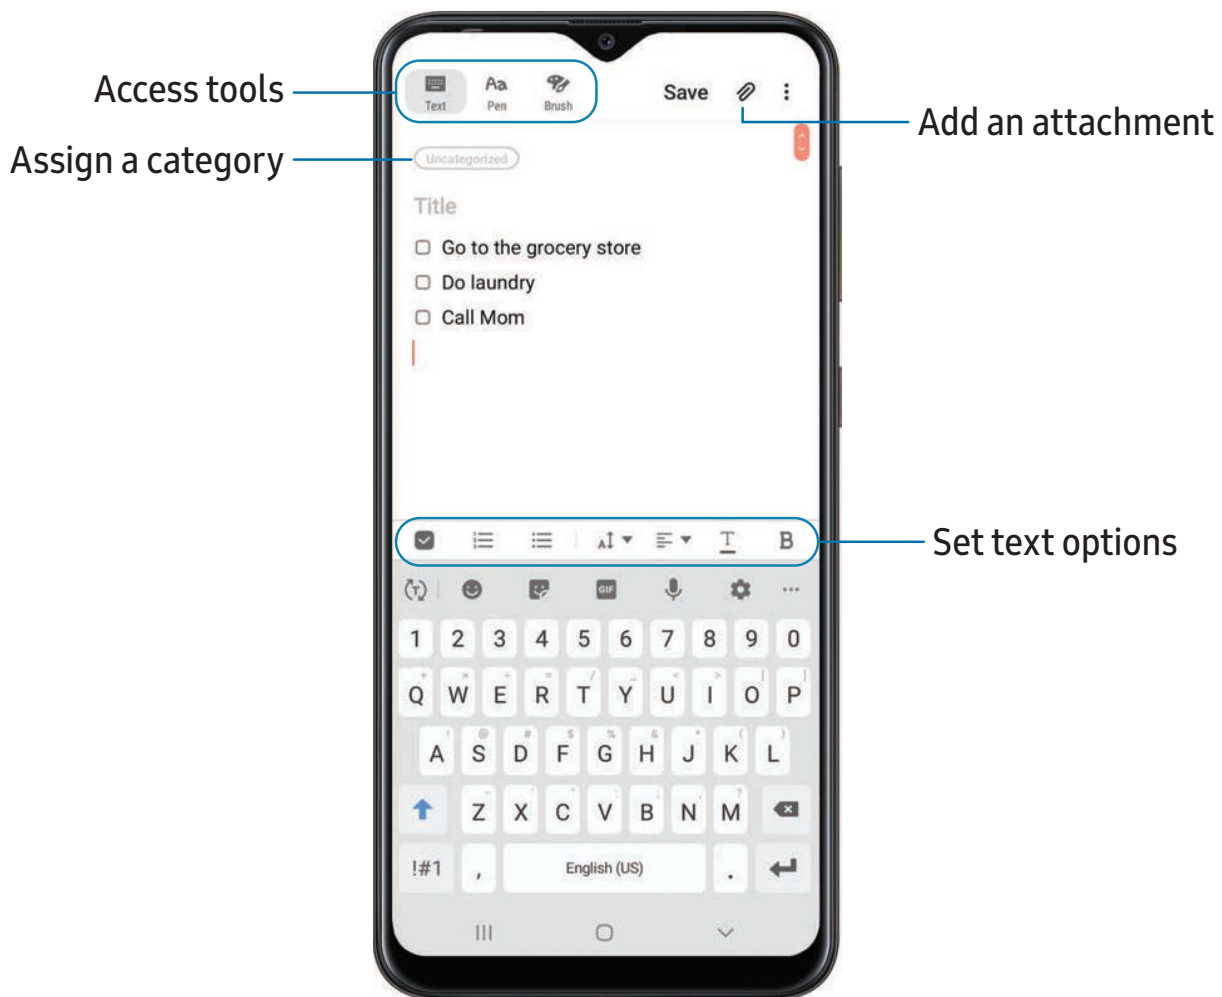 Access tools
Text
Aa
Pen
Brush
Save
Add an attachment
Assign a category
Uncategorized
Title
Go to the grocery store
Do laundry
Call Mom
A
T
B
Set text options
T
GIF
1 2 3 4 5 6 7 8 9 0
Q W E R T Y U I O P
A S D F G H J K L
Z X C V B N M
!#1 , English (US) .